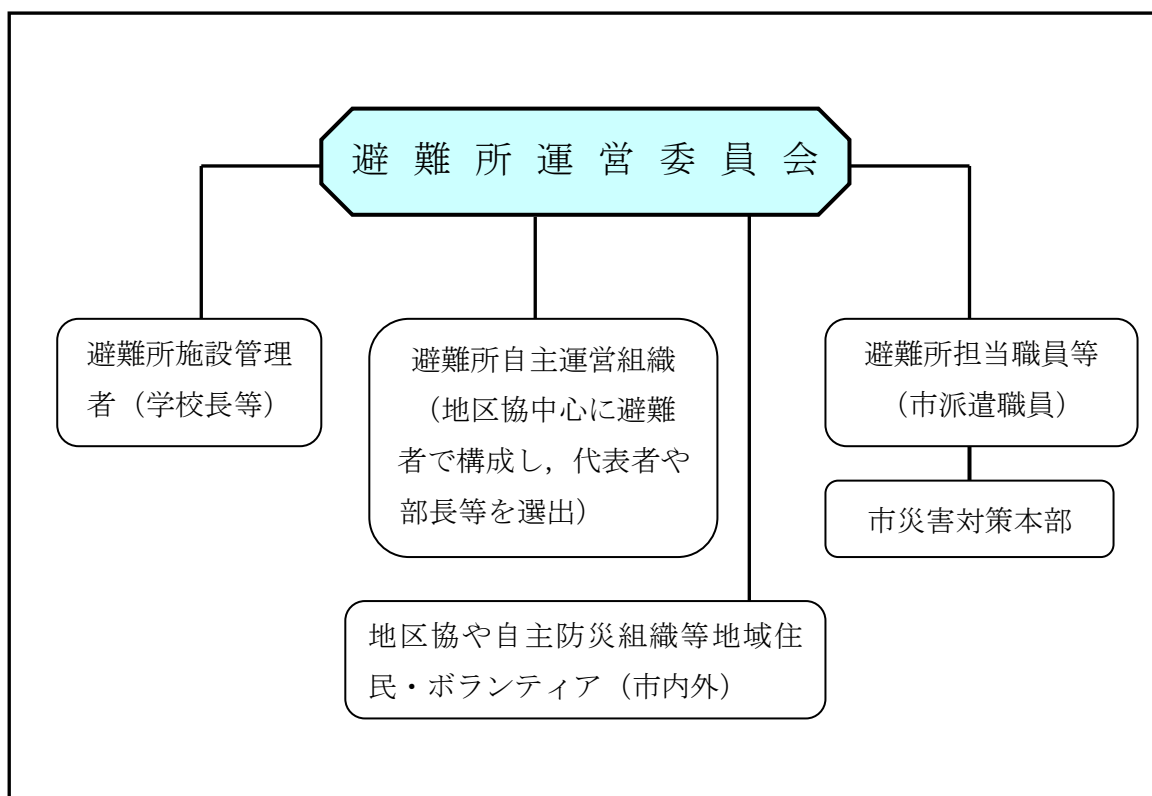 避難所運営委員会
避難所施設管理
者（学校長等）
避難所自主運営組織
（地区協中心に避難
者で構成し，代表者や
部長等を選出）
避難所担当職員等
（市派遣職員）
市災害対策本部
地区協や自主防災組織等地域住
民・ボランティア（市内外）